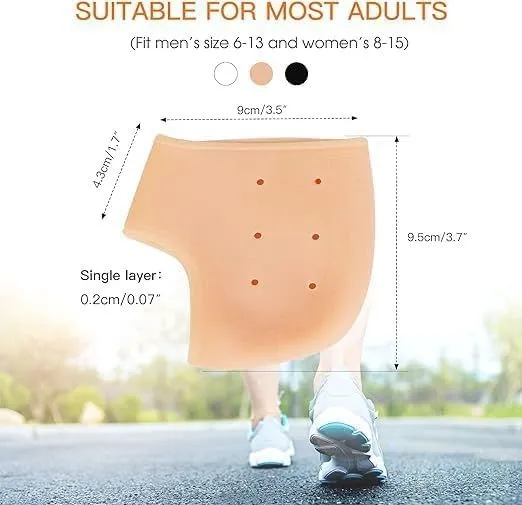 SUITABLE FOR MOST ADULTS
(Fit men's size 6-13 and women's 8-15)
9cm/3.5"
4.3cm/1.7"
9.5cm/3.7"
Single layer:
0.2cm/0.07"